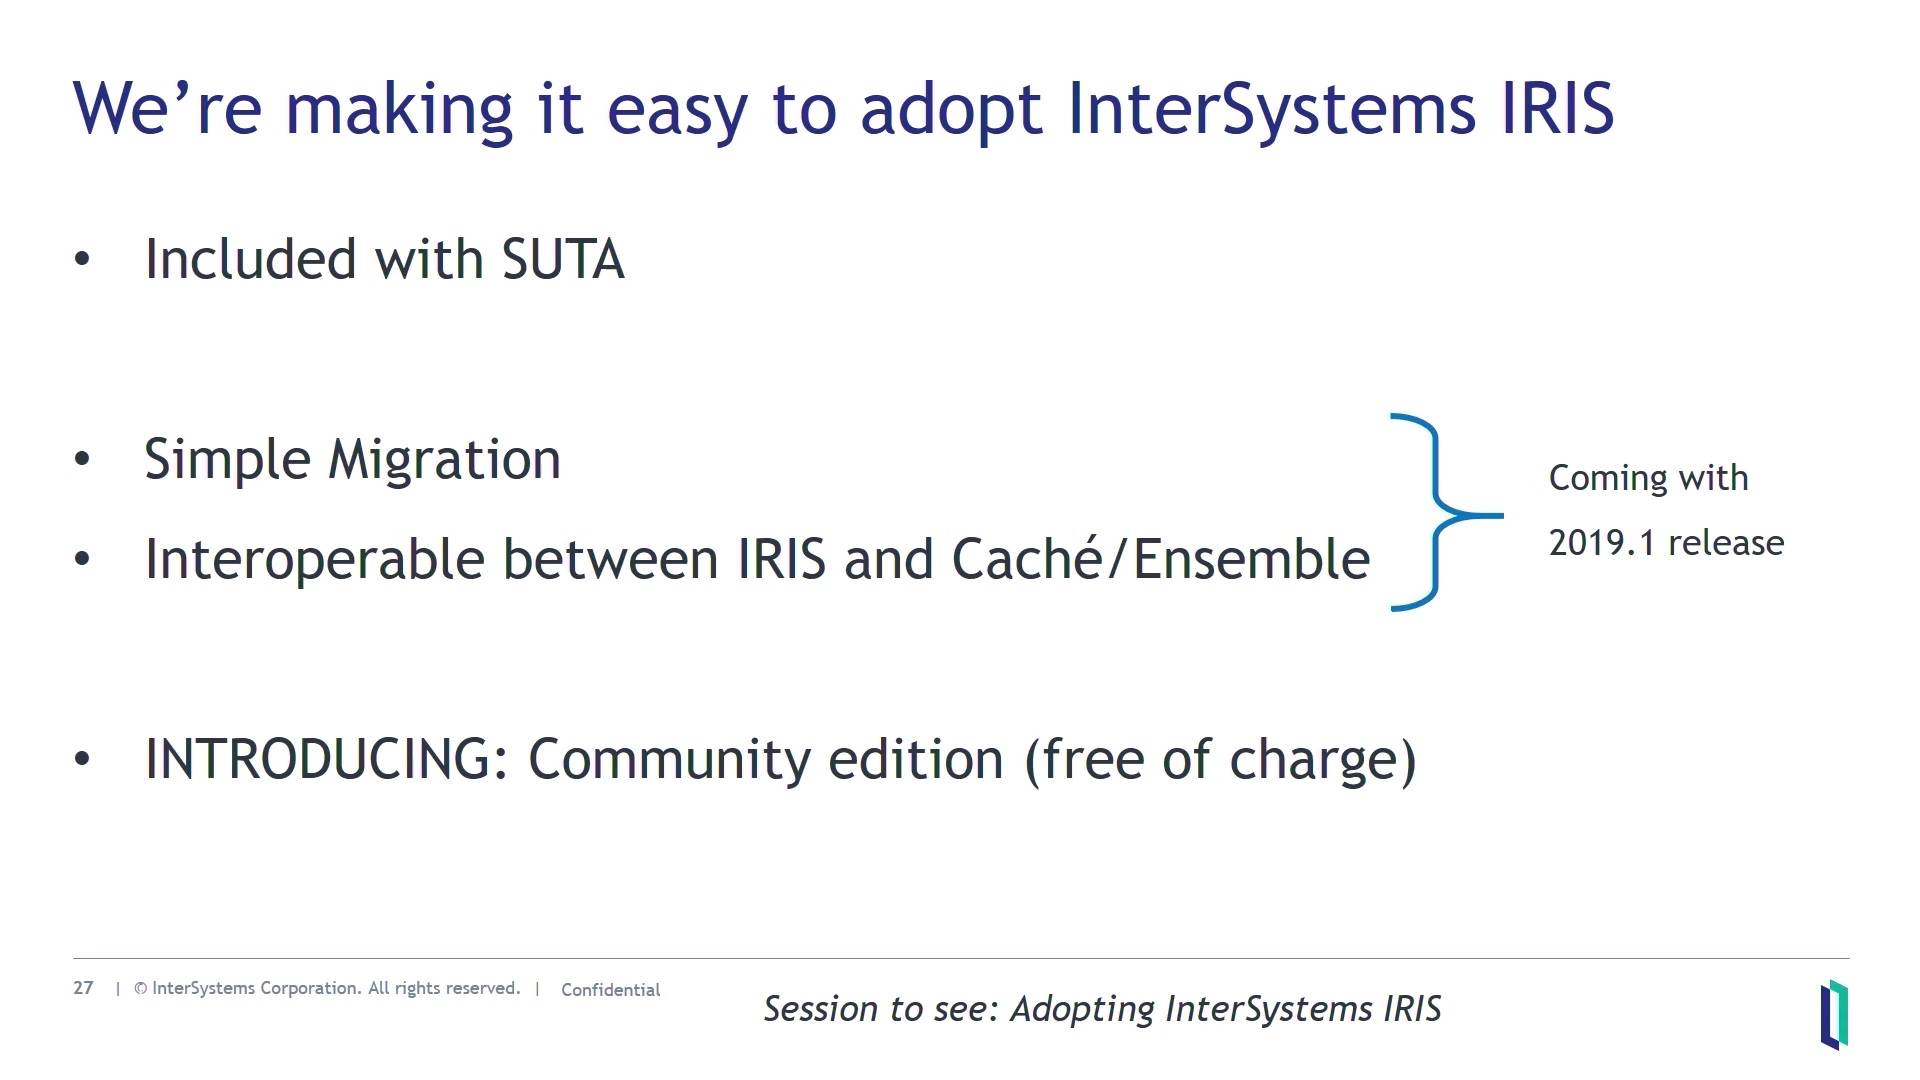 We’re making it easy to adopt InterSystems IRIS
• Included with SUTA
• Simple Migration
• Interoperable between IRIS and Caché/Ensemble
Coming with
2019.1 release
• INTRODUCING: Community edition (free of charge)
27 | © InterSystems Corporation. All rights reserved. | Confidential
Session to see: Adopting InterSystems IRIS